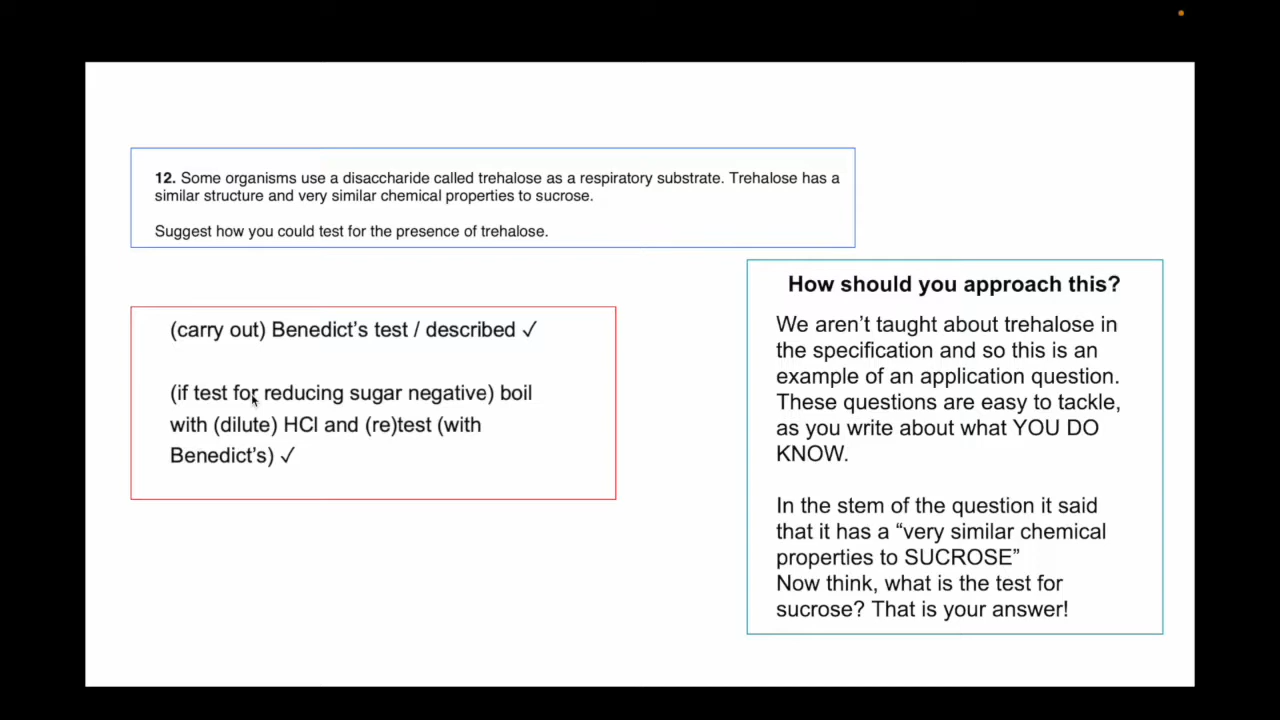 12. Some organisms use a disaccharide called trehalose as a respiratory substrate. Trehalose has a
similar structure and very similar chemical properties to sucrose.
Suggest how you could test for the presence of trehalose.
(carry out) Benedict’s test / described ✓
(if test for reducing sugar negative) boil
with (dilute) HCl and (re)test (with
Benedict’s) ✓
How should you approach this?
We aren’t taught about trehalose in
the specification and so this is an
example of an application question.
These questions are easy to tackle,
as you write about what YOU DO
KNOW.
In the stem of the question it said
that it has a “very similar chemical
properties to SUCROSE”
Now think, what is the test for
sucrose? That is your answer!